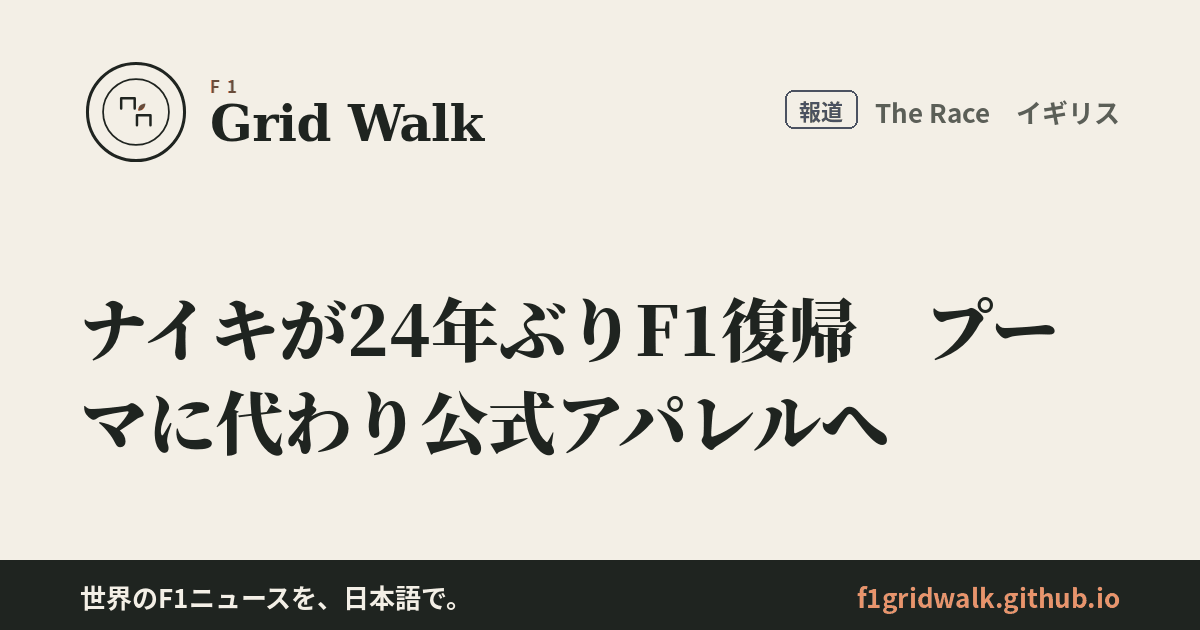 F1
Grid Walk
報道 The Race　イギリス
ナイキが24年ぶりF1復帰　プー
マに代わり公式アパレルへ
世界のF1ニュースを、日本語で。
f1gridwalk.github.io